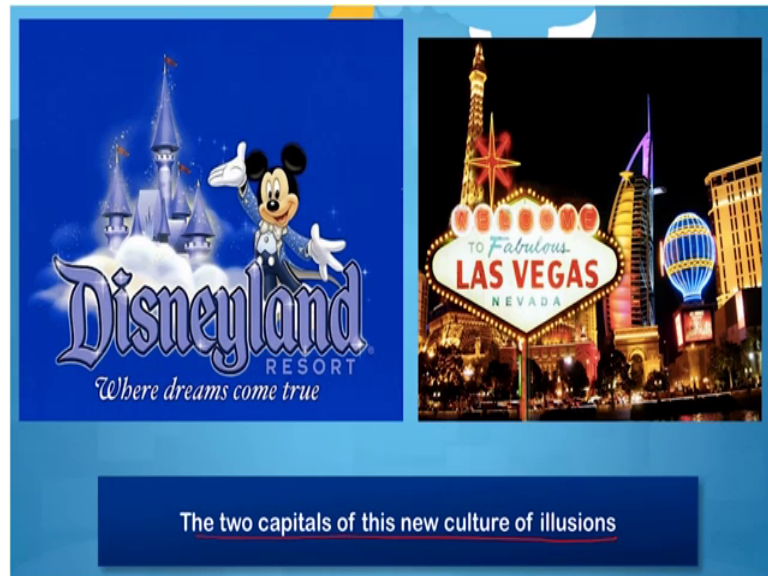 Disneyland
RESORT
Where dreams come true
WELCOME
TO Fabulous
LAS VEGAS
NEVADA
The two capitals of this new culture of illusions